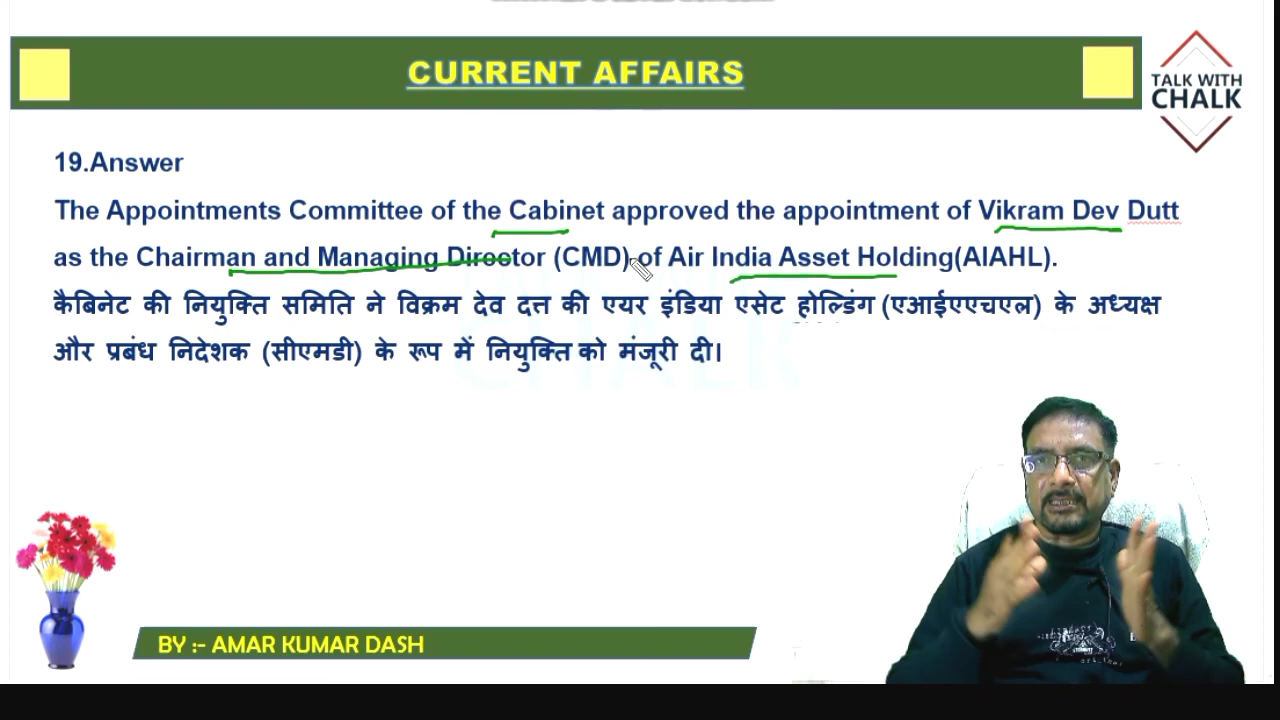 CURRENT AFFAIRS
TALK WITH
CHALK
19.Answer
The Appointments Committee of the Cabinet approved the appointment of Vikram Dev Dutt
as the Chairman and Managing Director (CMD) of Air India Asset Holding(AIAHL).
कैबिनेट की नियुक्ति समिति ने विक्रम देव दत्त की एयर इंडिया एसेट होल्डिंग (एआईएएचएल) के अध्यक्ष
और प्रबंध निदेशक (सीएमडी) के रूप में नियुक्ति को मंजूरी दी।
CHALK
BY :- AMAR KUMAR DASH